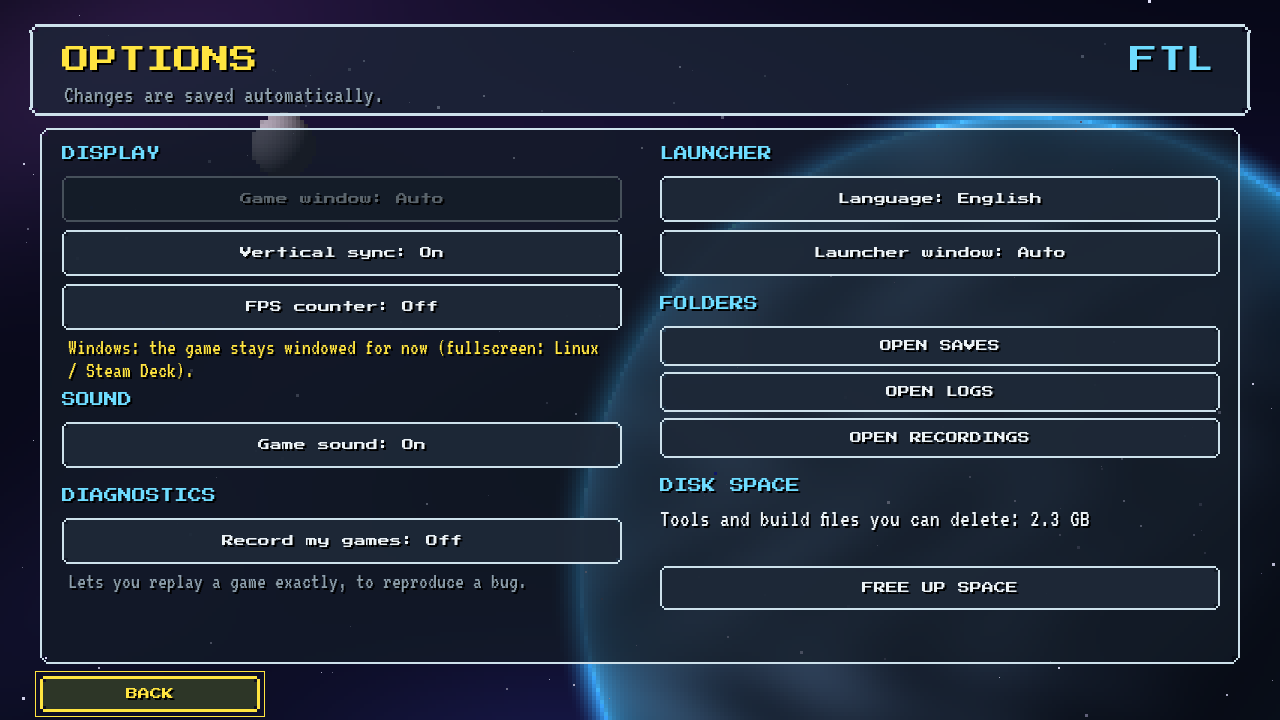 OPTIONS
FTL
Changes are saved automatically.
DISPLAY
Game window: Auto
Vertical sync: On
FPS counter: Off
Windows: the game stays windowed for now (fullscreen: Linux
/ Steam Deck).
SOUND
Game sound: On
DIAGNOSTICS
Record my games: Off
Lets you replay a game exactly, to reproduce a bug.
LAUNCHER
Language: English
Launcher window: Auto
FOLDERS
OPEN SAVES
OPEN LOGS
OPEN RECORDINGS
DISK SPACE
Tools and build files you can delete: 2.3 GB
FREE UP SPACE
BACK